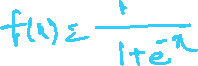 f(x) Σ 1 / 1+e^-x